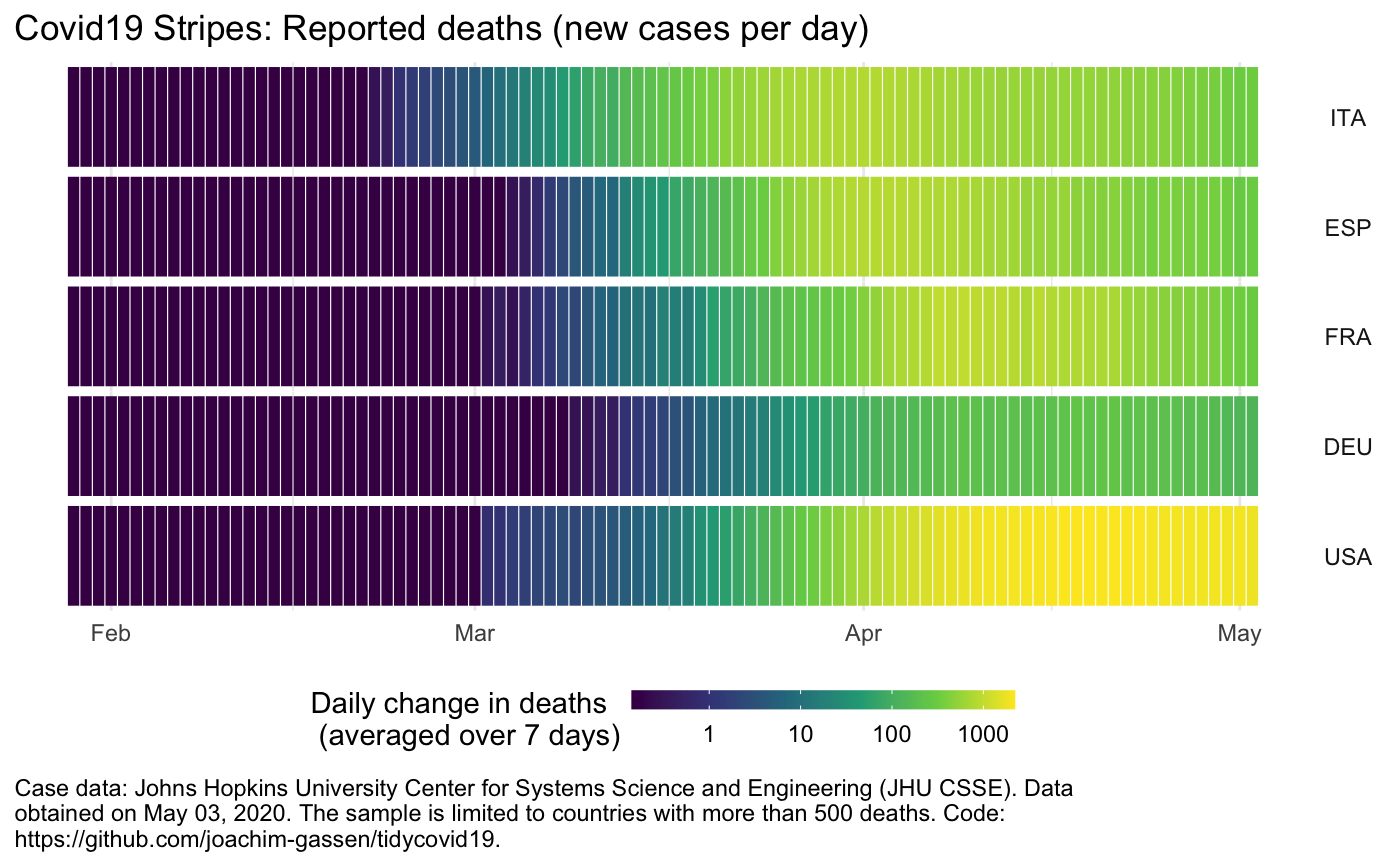 Covid19 Stripes: Reported deaths (new cases per day)
ITA
ESP
FRA
DEU
USA
Feb Mar Apr May
Daily change in deaths
(averaged over 7 days)
1 10 100 1000
Case data: Johns Hopkins University Center for Systems Science and Engineering (JHU CSSE). Data
obtained on May 03, 2020. The sample is limited to countries with more than 500 deaths. Code:
https://github.com/joachim-gassen/tidycovid19.